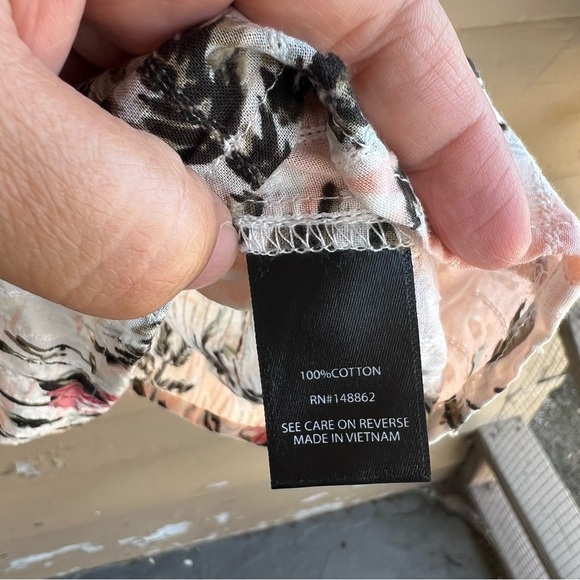 100%COTTON
RN#148862
SEE CARE ON REVERSE
MADE IN VIETNAM